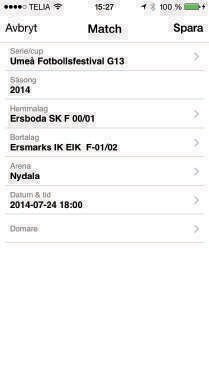 TELIA 15:27 100 %
Avbryt Match Spara
Serie/cup
Umeå Fotbollsfestival G13
Säsong
2014
Hemmalag
Ersboda SK F 00/01
Bortalag
Ersmarks IK EIK F-01/02
Arena
Nydala
Datum & tid
2014-07-24 18:00
Domare